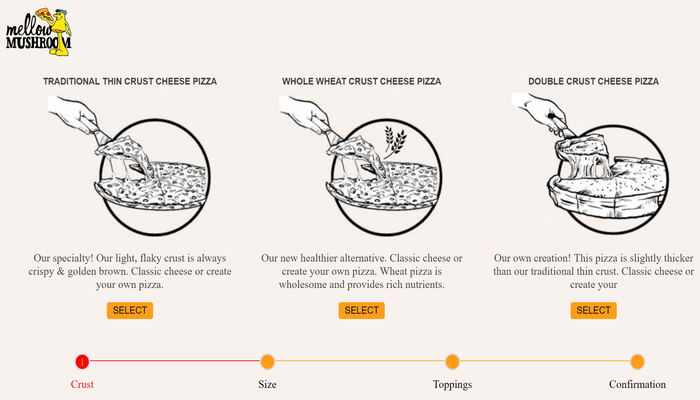 mellow
MUSHROOM
TRADITIONAL THIN CRUST CHEESE PIZZA
Our specialty! Our light, flaky crust is always
crispy & golden brown. Classic cheese or create
your own pizza.
SELECT
WHOLE WHEAT CRUST CHEESE PIZZA
Our new healthier alternative. Classic cheese or
create your own pizza. Wheat pizza is
wholesome and provides rich nutrients.
SELECT
DOUBLE CRUST CHEESE PIZZA
Our own creation! This pizza is slightly thicker
than our traditional thin crust. Classic cheese or
create your
SELECT
1
Crust
Size
Toppings
Confirmation